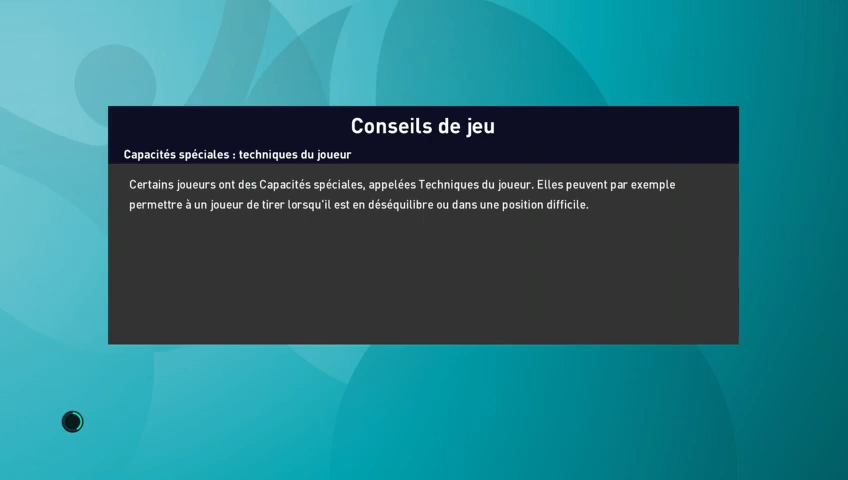 Conseils de jeu
Capacités spéciales : techniques du joueur
Certains joueurs ont des Capacités spéciales, appelées Techniques du joueur. Elles peuvent par exemple
permettre à un joueur de tirer lorsqu'il est en déséquilibre ou dans une position difficile.